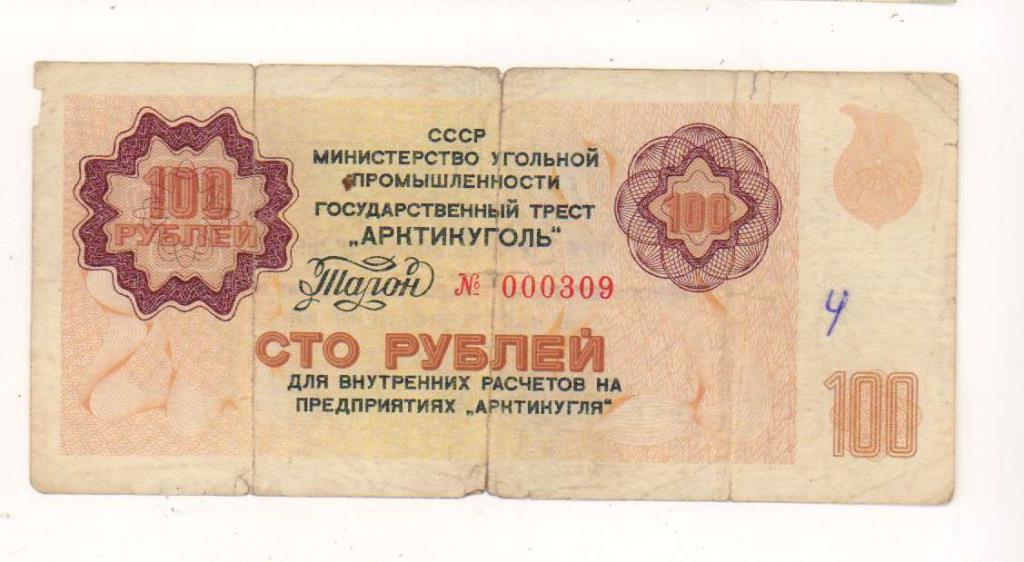 СССР
МИНИСТЕРСТВО УГОЛЬНОЙ
ПРОМЫШЛЕННОСТИ
ГОСУДАРСТВЕННЫЙ ТРЕСТ
„АРКТИКУГОЛЬ“
100
РУБЛЕЙ
100
Талон № 000309
СТО РУБЛЕЙ
ДЛЯ ВНУТРЕННИХ РАСЧЕТОВ НА
ПРЕДПРИЯТИЯХ „АРКТИКУГЛЯ“
Ч
100